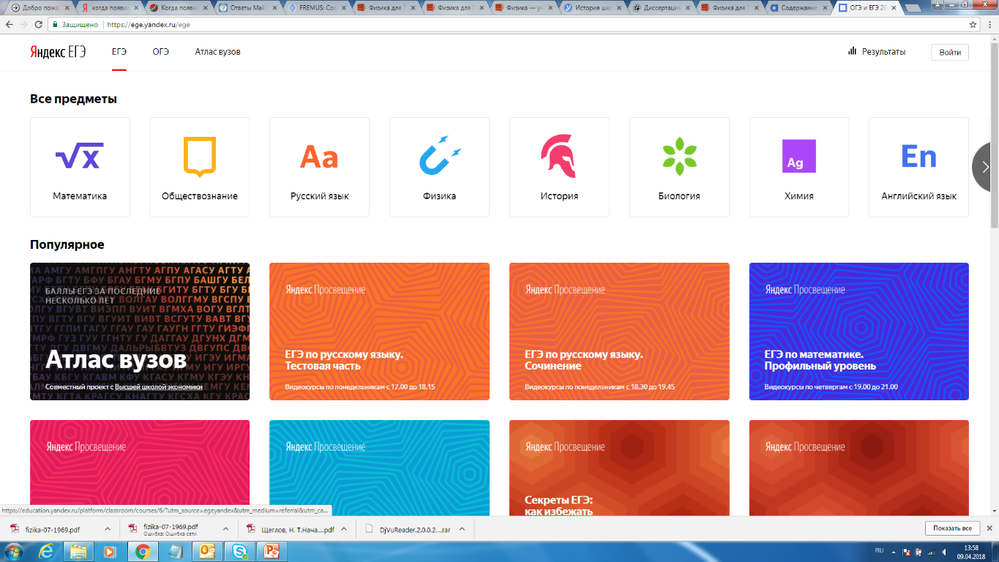 Добро пожа
когда появи
Когда появи
Ответы Mail
FREMUS: Сов
Физика для 7
Физика для 7
Физика — уч
История шко
Диссертация
Физика для 7
Содержание
ОГЭ и ЕГЭ 20
Защищено https://ege.yandex.ru/ege
Яндекс ЕГЭ
ЕГЭ
ОГЭ
Атлас вузов
Результаты
Войти
Все предметы
Математика
Обществознание
Aa
Русский язык
Физика
История
Биология
Ag
Химия
En
Английский язык
Популярное
БАЛЛЫ ЕГЭ ЗА ПОСЛЕДНИЕ
НЕСКОЛЬКО ЛЕТ
Атлас вузов
Совместный проект с Высшей школой экономики
Яндекс Просвещение
ЕГЭ по русскому языку.
Тестовая часть
Видеокурсы по понедельникам с 17.00 до 18.15
Яндекс Просвещение
ЕГЭ по русскому языку.
Сочинение
Видеокурсы по понедельникам с 18.30 до 19.45
Яндекс Просвещение
ЕГЭ по математике.
Профильный уровень
Видеокурсы по четвергам с 19.00 до 21.00
Яндекс Просвещение
Яндекс Просвещение
Яндекс Просвещение
Секреты ЕГЭ:
как избежать
Яндекс Просвещение
https://education.yandex.ru/platform/classroom/courses/6/?utm_source=egeyandex&utm_medium=referral&utm_ca...
fizika-07-1969.pdf
fizika-07-1969.pdf
Ошибка: Ошибка сети.
Щеглов, Н. Т.Нача....pdf
DjVuReader.2.0.0.2....rar
Показать все
RU
13:58
09.04.2018